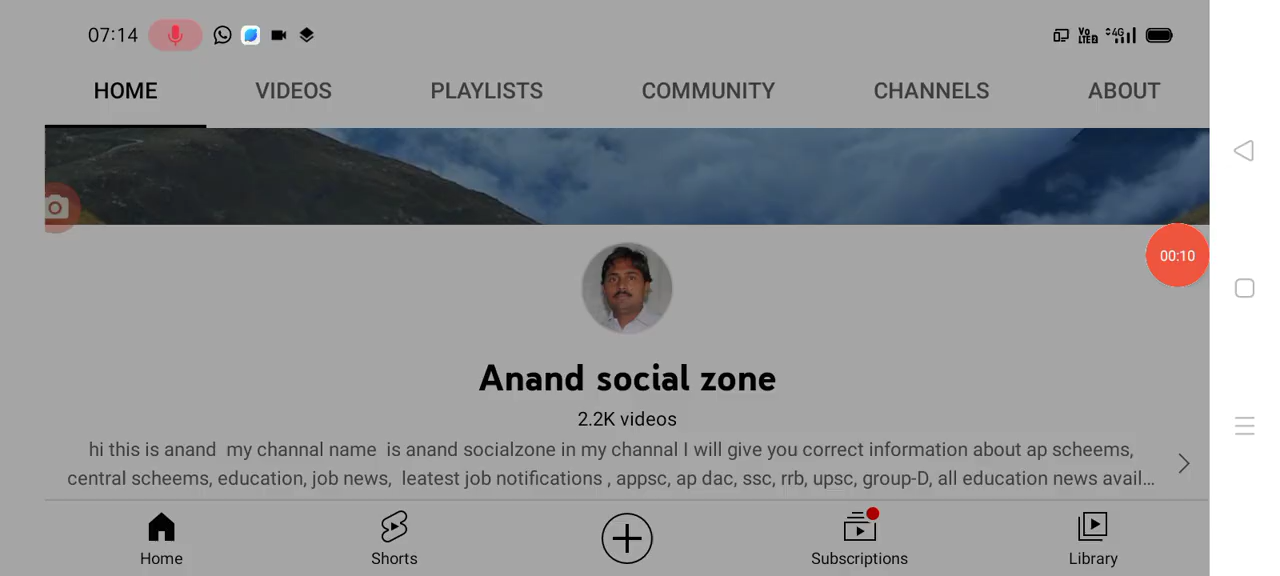 07:14 Vo LTED 4G
HOME VIDEOS PLAYLISTS COMMUNITY CHANNELS ABOUT
00:10
Anand social zone
2.2K videos
hi this is anand my channal name is anand socialzone in my channal I will give you correct information about ap scheems,
central scheems, education, job news, leatest job notifications , appsc, ap dac, ssc, rrb, upsc, group-D, all education news avail...
Home Shorts Subscriptions Library